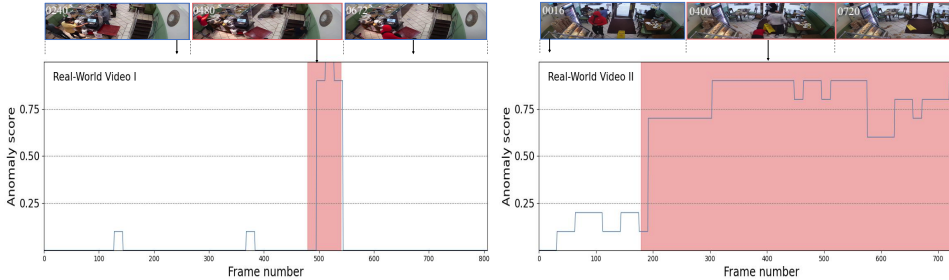 0240 0480 0672
0016 0400 0720
Real-World Video I
Anomaly score
0.75
0.50
0.25
0 100 200 300 400 500 600 700 800
Frame number
Real-World Video II
Anomaly score
0.75
0.50
0.25
0 100 200 300 400 500 600 700
Frame number